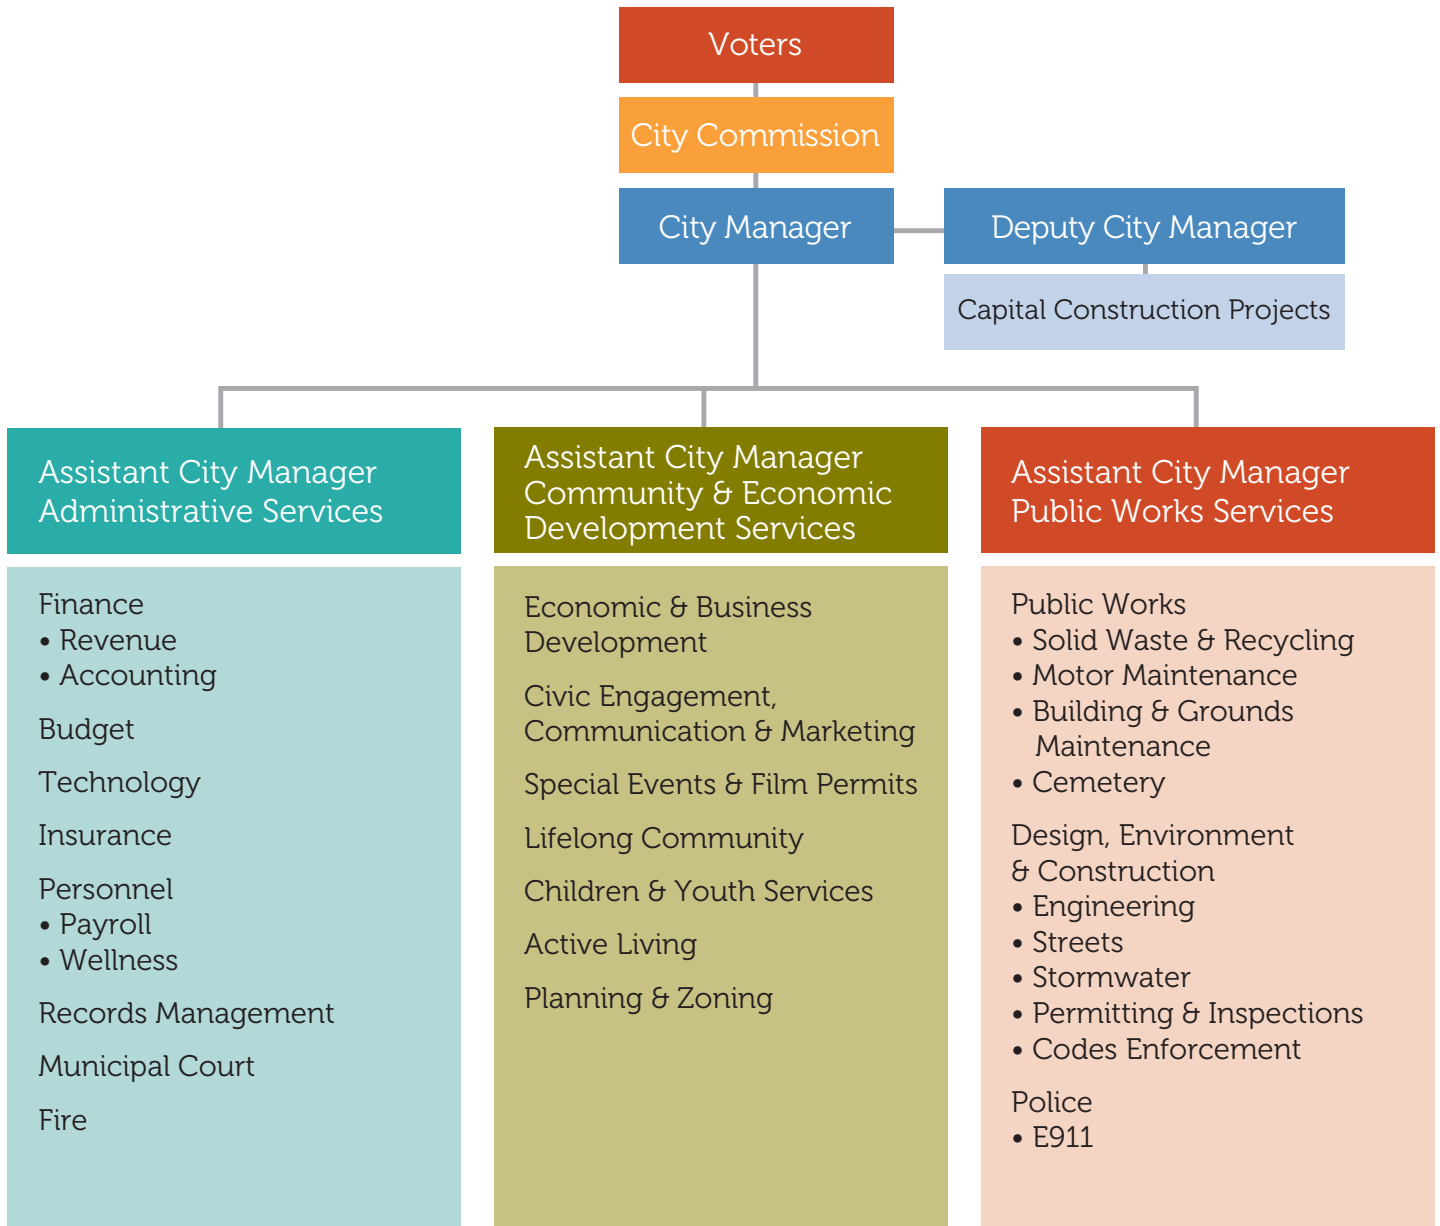 Voters
City Commission
City Manager
Deputy City Manager
Capital Construction Projects
Assistant City Manager
Administrative Services
Finance
• Revenue
• Accounting
Budget
Technology
Insurance
Personnel
• Payroll
• Wellness
Records Management
Municipal Court
Fire
Assistant City Manager
Community & Economic
Development Services
Economic & Business
Development
Civic Engagement,
Communication & Marketing
Special Events & Film Permits
Lifelong Community
Children & Youth Services
Active Living
Planning & Zoning
Assistant City Manager
Public Works Services
Public Works
• Solid Waste & Recycling
• Motor Maintenance
• Building & Grounds
Maintenance
• Cemetery
Design, Environment
& Construction
• Engineering
• Streets
• Stormwater
• Permitting & Inspections
• Codes Enforcement
Police
• E911